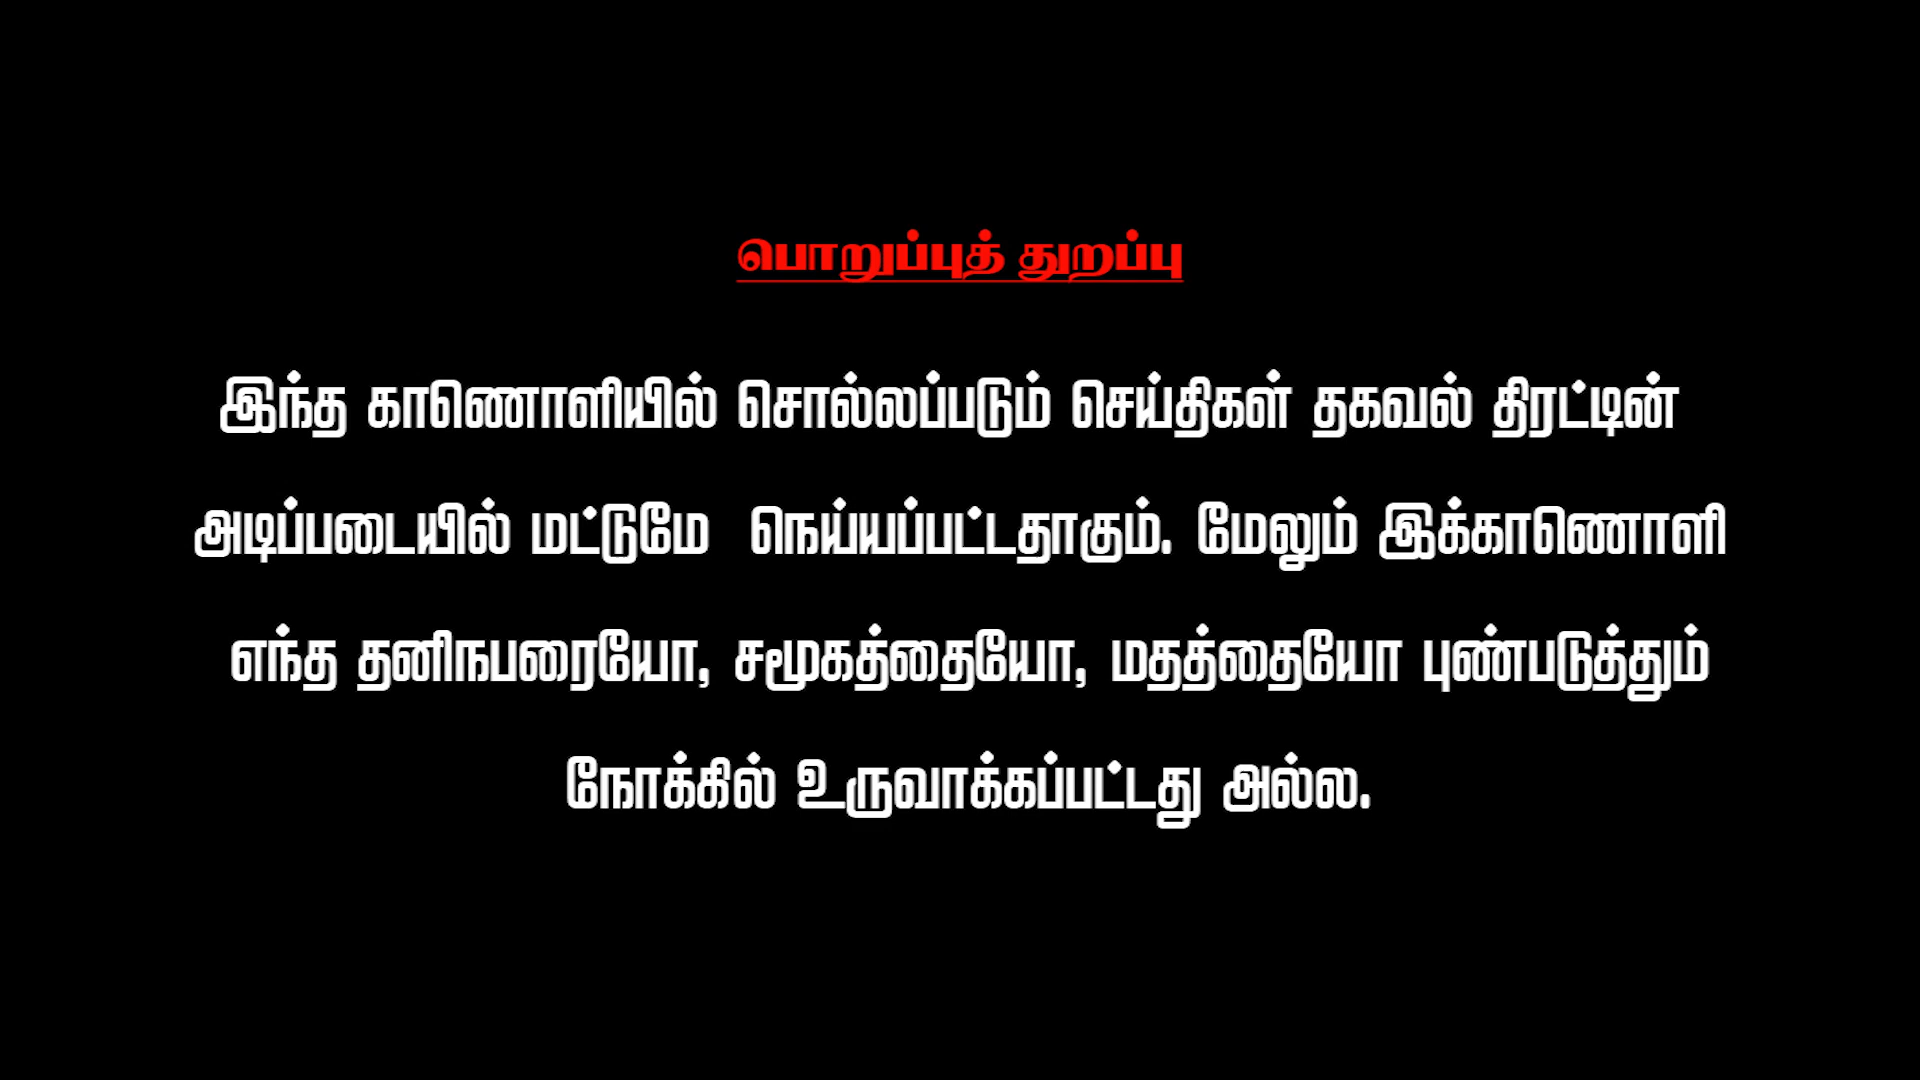 பொறுப்புத் துறப்பு
இந்த காணொளியில் சொல்லப்படும் செய்திகள் தகவல் திரட்டின்
அடிப்படையில் மட்டுமே நெய்யப்பட்டதாகும். மேலும் இக்காணொளி
எந்த தனிநபரையோ, சமூகத்தையோ, மதத்தையோ புண்படுத்தும்
நோக்கில் உருவாக்கப்பட்டது அல்ல.